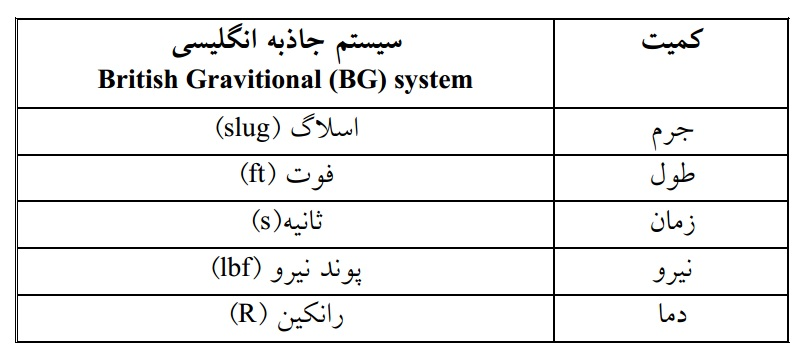 کمیت
سیستم جاذبه انگلیسی
British Gravitional (BG) system
جرم
اسلاگ (slug)
طول
فوت (ft)
زمان
ثانیه(s)
نیرو
پوند نیرو (lbf)
دما
رانکین (R)